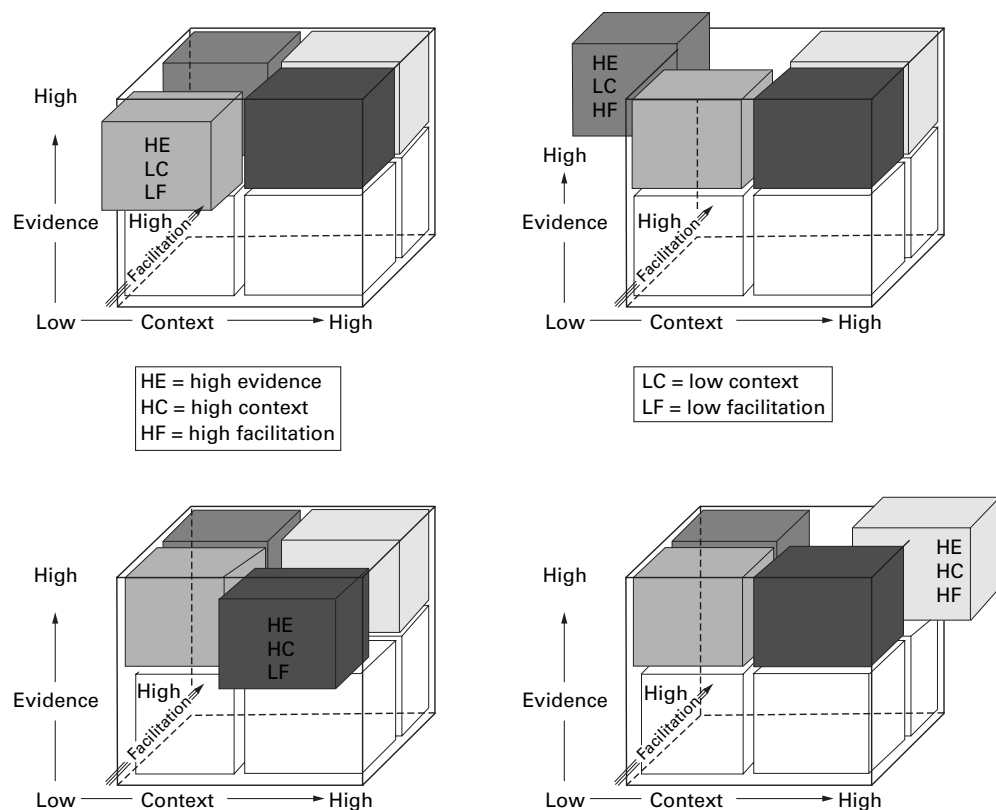 High
HE
LC
LF
High
Evidence
Facilitation
Low
Context
High
HE
LC
HF
High
High
Evidence
Facilitation
Low
Context
High
HE = high evidence
HC = high context
HF = high facilitation
LC = low context
LF = low facilitation
High
HE
HC
LF
High
Evidence
Facilitation
Low
Context
High
HE
HC
HF
High
High
Evidence
Facilitation
Low
Context
High